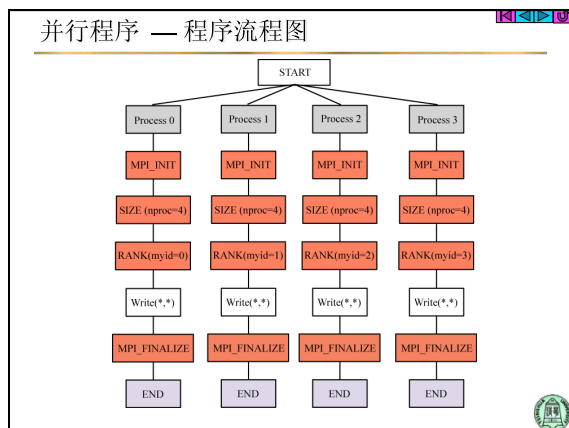 并行程序 — 程序流程图
START
Process 0 Process 1 Process 2 Process 3
MPI_INIT MPI_INIT MPI_INIT MPI_INIT
SIZE (nproc=4) SIZE (nproc=4) SIZE (nproc=4) SIZE (nproc=4)
RANK(myid=0) RANK(myid=1) RANK(myid=2) RANK(myid=3)
Write(*,*) Write(*,*) Write(*,*) Write(*,*)
MPI_FINALIZE MPI_FINALIZE MPI_FINALIZE MPI_FINALIZE
END END END END